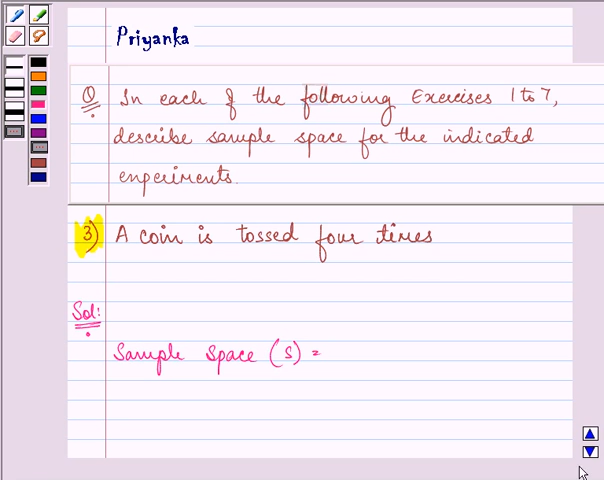 Priyanka
Q In each of the following Exercises 1 to 7,
describe sample space for the indicated
experiments.
3) A coin is tossed four times
Sol:
Sample space (S) =